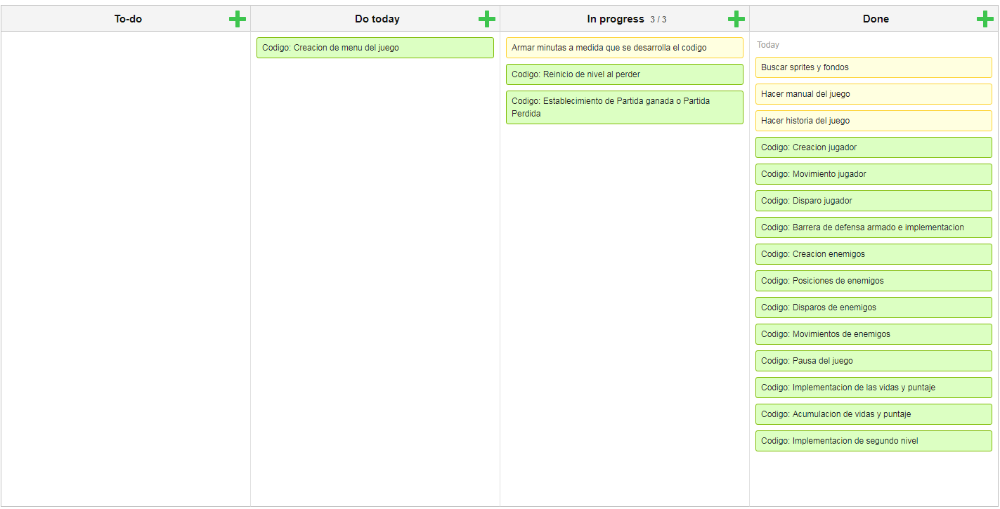 To-do
Do today
Codigo: Creacion de menu del juego
In progress 3 / 3
Armar minutas a medida que se desarrolla el codigo
Codigo: Reinicio de nivel al perder
Codigo: Establecimiento de Partida ganada o Partida
Perdida
Done
Today
Buscar sprites y fondos
Hacer manual del juego
Hacer historia del juego
Codigo: Creacion jugador
Codigo: Movimiento jugador
Codigo: Disparo jugador
Codigo: Barrera de defensa armado e implementacion
Codigo: Creacion enemigos
Codigo: Posiciones de enemigos
Codigo: Disparos de enemigos
Codigo: Movimientos de enemigos
Codigo: Pausa del juego
Codigo: Implementacion de las vidas y puntaje
Codigo: Acumulacion de vidas y puntaje
Codigo: Implementacion de segundo nivel